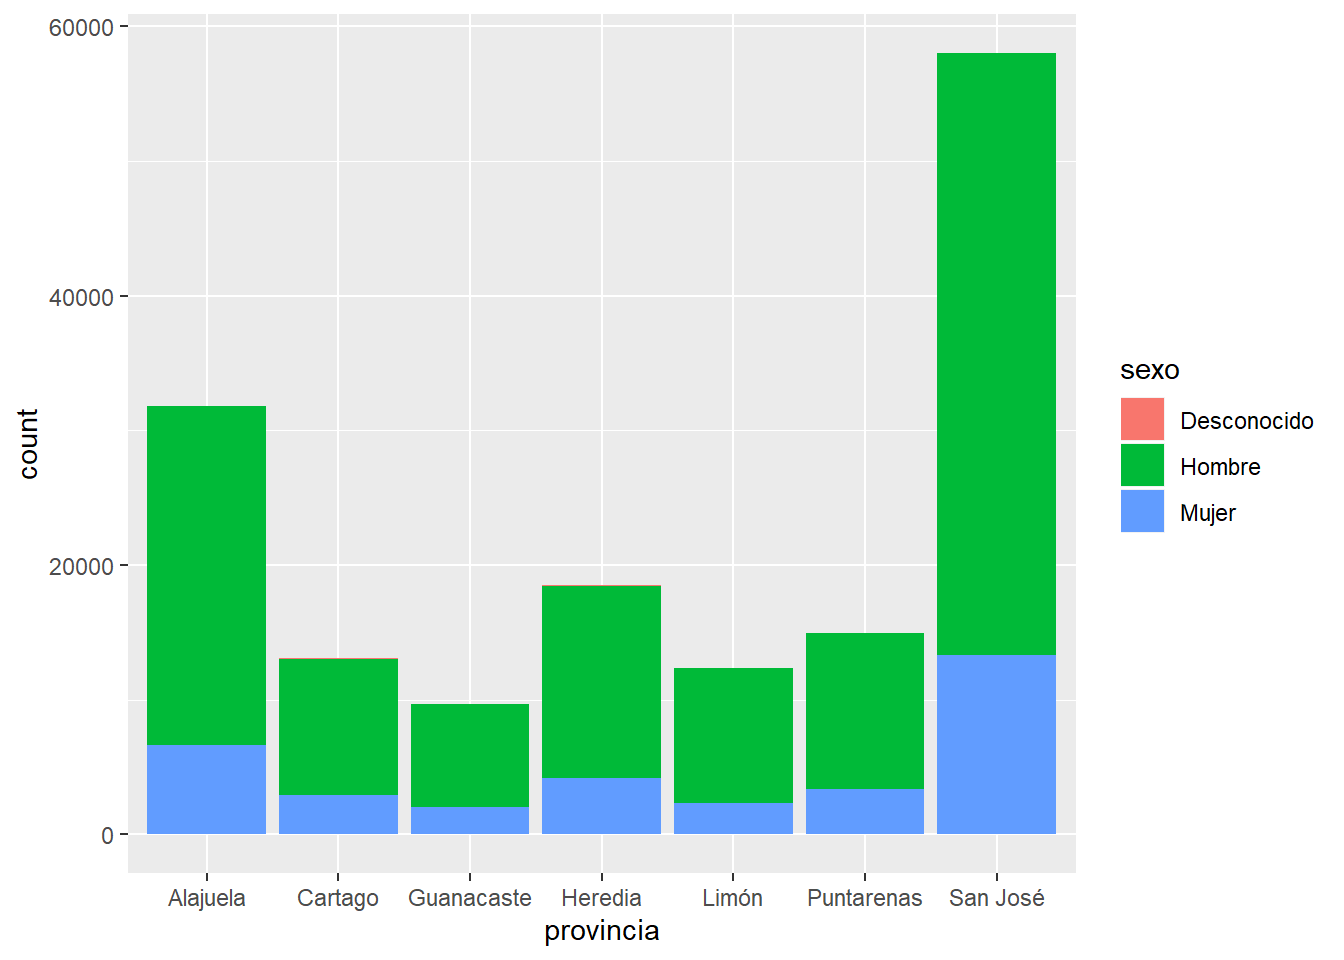 60000
40000
20000
0
count
Alajuela
Cartago
Guanacaste
Heredia
Limón
Puntarenas
San José
provincia
sexo
Desconocido
Hombre
Mujer